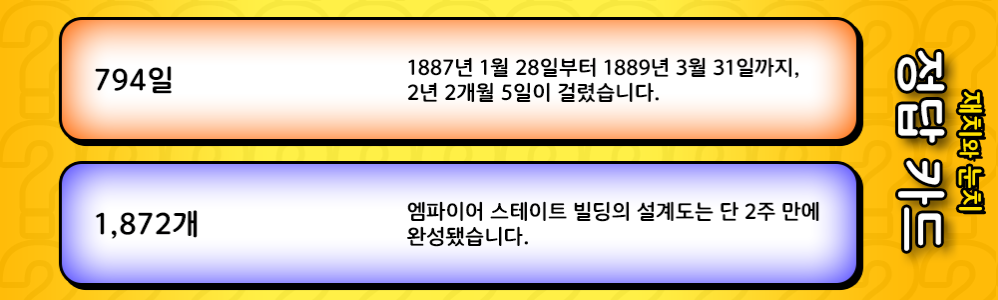 794일
1887년 1월 28일부터 1889년 3월 31일까지,
2년 2개월 5일이 걸렸습니다.
1,872개
엠파이어 스테이트 빌딩의 설계도는 단 2주 만에
완성됐습니다.
재치와 눈치
정답 카드